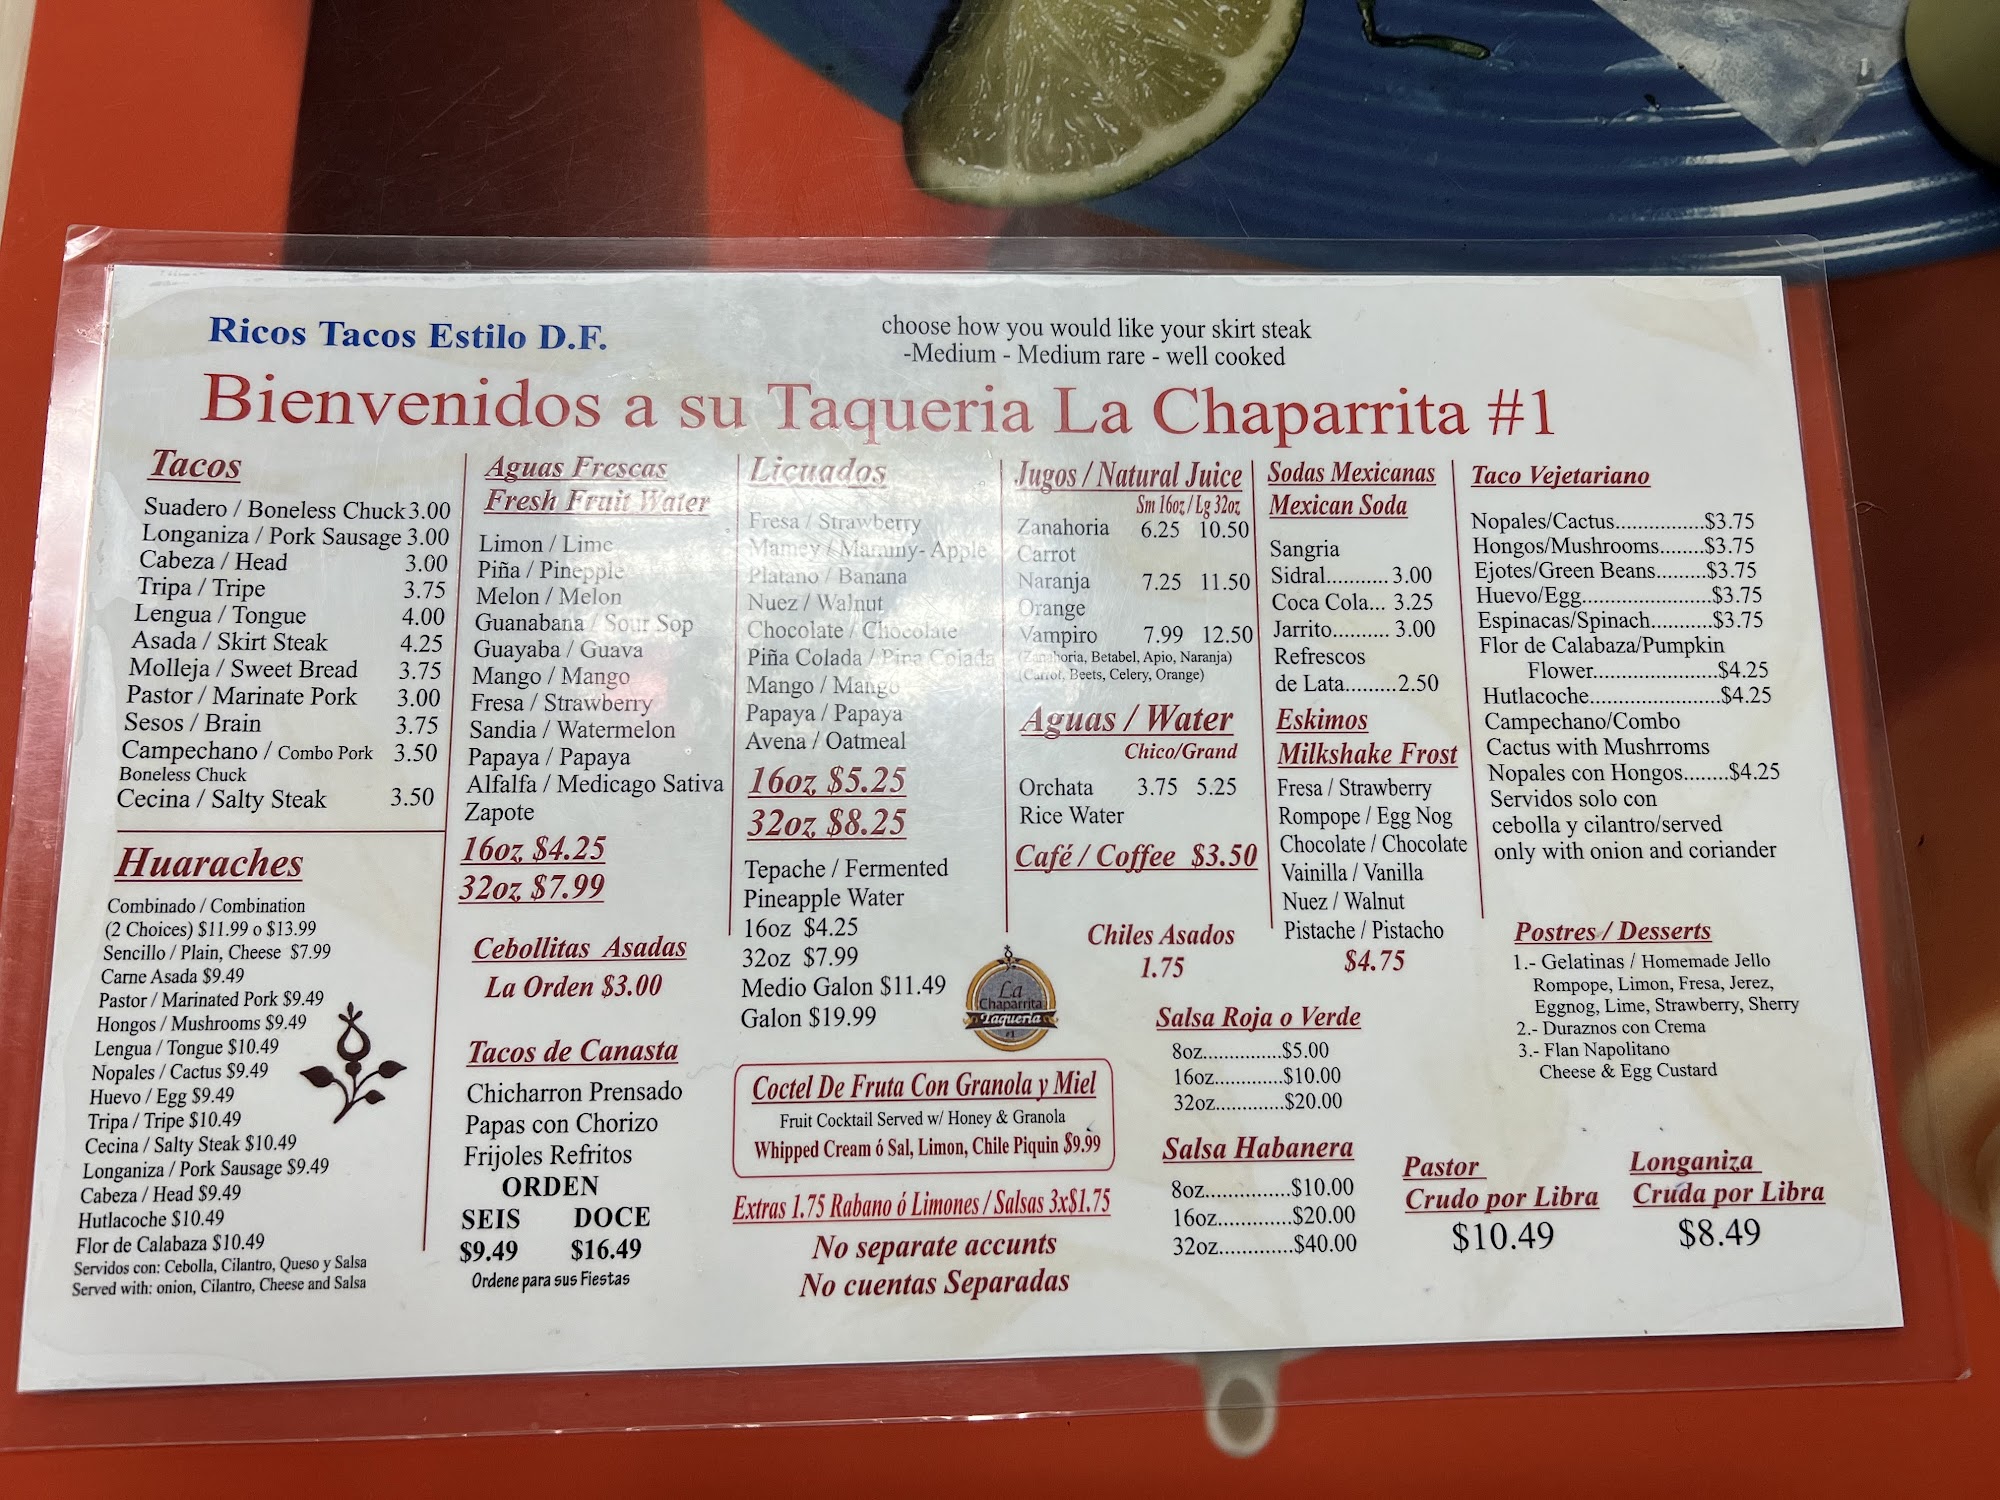 Ricos Tacos Estilo D.F.
choose how you would like your skirt steak
-Medium - Medium rare - well cooked
Bienvenidos a su Taqueria La Chaparrita #1
Tacos
Suadero / Boneless Chuck 3.00
Longaniza / Pork Sausage 3.00
Cabeza / Head 3.00
Tripa / Tripe 3.75
Lengua / Tongue 4.00
Asada / Skirt Steak 4.25
Molleja / Sweet Bread 3.75
Pastor / Marinate Pork 3.00
Sesos / Brain 3.75
Campechano / Combo Pork 3.50
Boneless Chuck
Cecina / Salty Steak 3.50
Huaraches
Combinado / Combination
(2 Choices) $11.99 o $13.99
Sencillo / Plain, Cheese $7.99
Carne Asada $9.49
Pastor / Marinated Pork $9.49
Hongos / Mushrooms $9.49
Lengua / Tongue $10.49
Nopales / Cactus $9.49
Huevo / Egg $9.49
Tripa / Tripe $10.49
Cecina / Salty Steak $10.49
Longaniza / Pork Sausage $9.49
Cabeza / Head $9.49
Hutlacoche $10.49
Flor de Calabaza $10.49
Servidos con: Cebolla, Cilantro, Queso y Salsa
Served with: onion, Cilantro, Cheese and Salsa
Aguas Frescas
Fresh Fruit Water
Limon / Lime
Piña / Pinepple
Melon / Melon
Guanabana / Sour Sop
Guayaba / Guava
Mango / Mango
Fresa / Strawberry
Sandia / Watermelon
Papaya / Papaya
Alfalfa / Medicago Sativa
Zapote
16oz $4.25
32oz $7.99
Cebollitas Asadas
La Orden $3.00
Tacos de Canasta
Chicharron Prensado
Papas con Chorizo
Frijoles Refritos
ORDEN
SEIS DOCE
$9.49 $16.49
Ordene para sus Fiestas
Licuados
Fresa / Strawberry
Mamey / Mammy- Apple
Platano / Banana
Nuez / Walnut
Chocolate / Chocolate
Piña Colada / Pina Colada
Mango / Mango
Papaya / Papaya
Avena / Oatmeal
16oz $5.25
32oz $8.25
Tepache / Fermented
Pineapple Water
16oz $4.25
32oz $7.99
Medio Galon $11.49
Galon $19.99
La
Chaparrita
Taqueria
#1
Coctel De Fruta Con Granola y Miel
Fruit Cocktail Served w/ Honey & Granola
Whipped Cream ó Sal, Limon, Chile Piquin $9.99
Extras 1.75 Rabano ó Limones / Salsas 3x$1.75
No separate accunts
No cuentas Separadas
Jugos / Natural Juice
Sm 16oz / Lg 32oz
Zanahoria 6.25 10.50
Carrot
Naranja 7.25 11.50
Orange
Vampiro 7.99 12.50
(Zanahoria, Betabel, Apio, Naranja)
(Carrot, Beets, Celery, Orange)
Aguas / Water
Chico/Grand
Orchata 3.75 5.25
Rice Water
Café / Coffee $3.50
Chiles Asados
1.75
Salsa Roja o Verde
8oz..............$5.00
16oz............$10.00
32oz............$20.00
Salsa Habanera
8oz...............$10.00
16oz.............$20.00
32oz.............$40.00
Sodas Mexicanas
Mexican Soda
Sangria
Sidral........... 3.00
Coca Cola... 3.25
Jarrito.......... 3.00
Refrescos
de Lata.........2.50
Eskimos
Milkshake Frost
Fresa / Strawberry
Rompope / Egg Nog
Chocolate / Chocolate
Vainilla / Vanilla
Nuez / Walnut
Pistache / Pistacho
$4.75
Taco Vejetariano
Nopales/Cactus................$3.75
Hongos/Mushrooms........$3.75
Ejotes/Green Beans.........$3.75
Huevo/Egg.......................$3.75
Espinacas/Spinach...........$3.75
Flor de Calabaza/Pumpkin
Flower......................$4.25
Hutlacoche.......................$4.25
Campechano/Combo
Cactus with Mushrroms
Nopales con Hongos........$4.25
Servidos solo con
cebolla y cilantro/served
only with onion and coriander
Postres / Desserts
1.- Gelatinas / Homemade Jello
Rompope, Limon, Fresa, Jerez,
Eggnog, Lime, Strawberry, Sherry
2.- Duraznos con Crema
3.- Flan Napolitano
Cheese & Egg Custard
Pastor
Crudo por Libra
$10.49
Longaniza
Cruda por Libra
$8.49